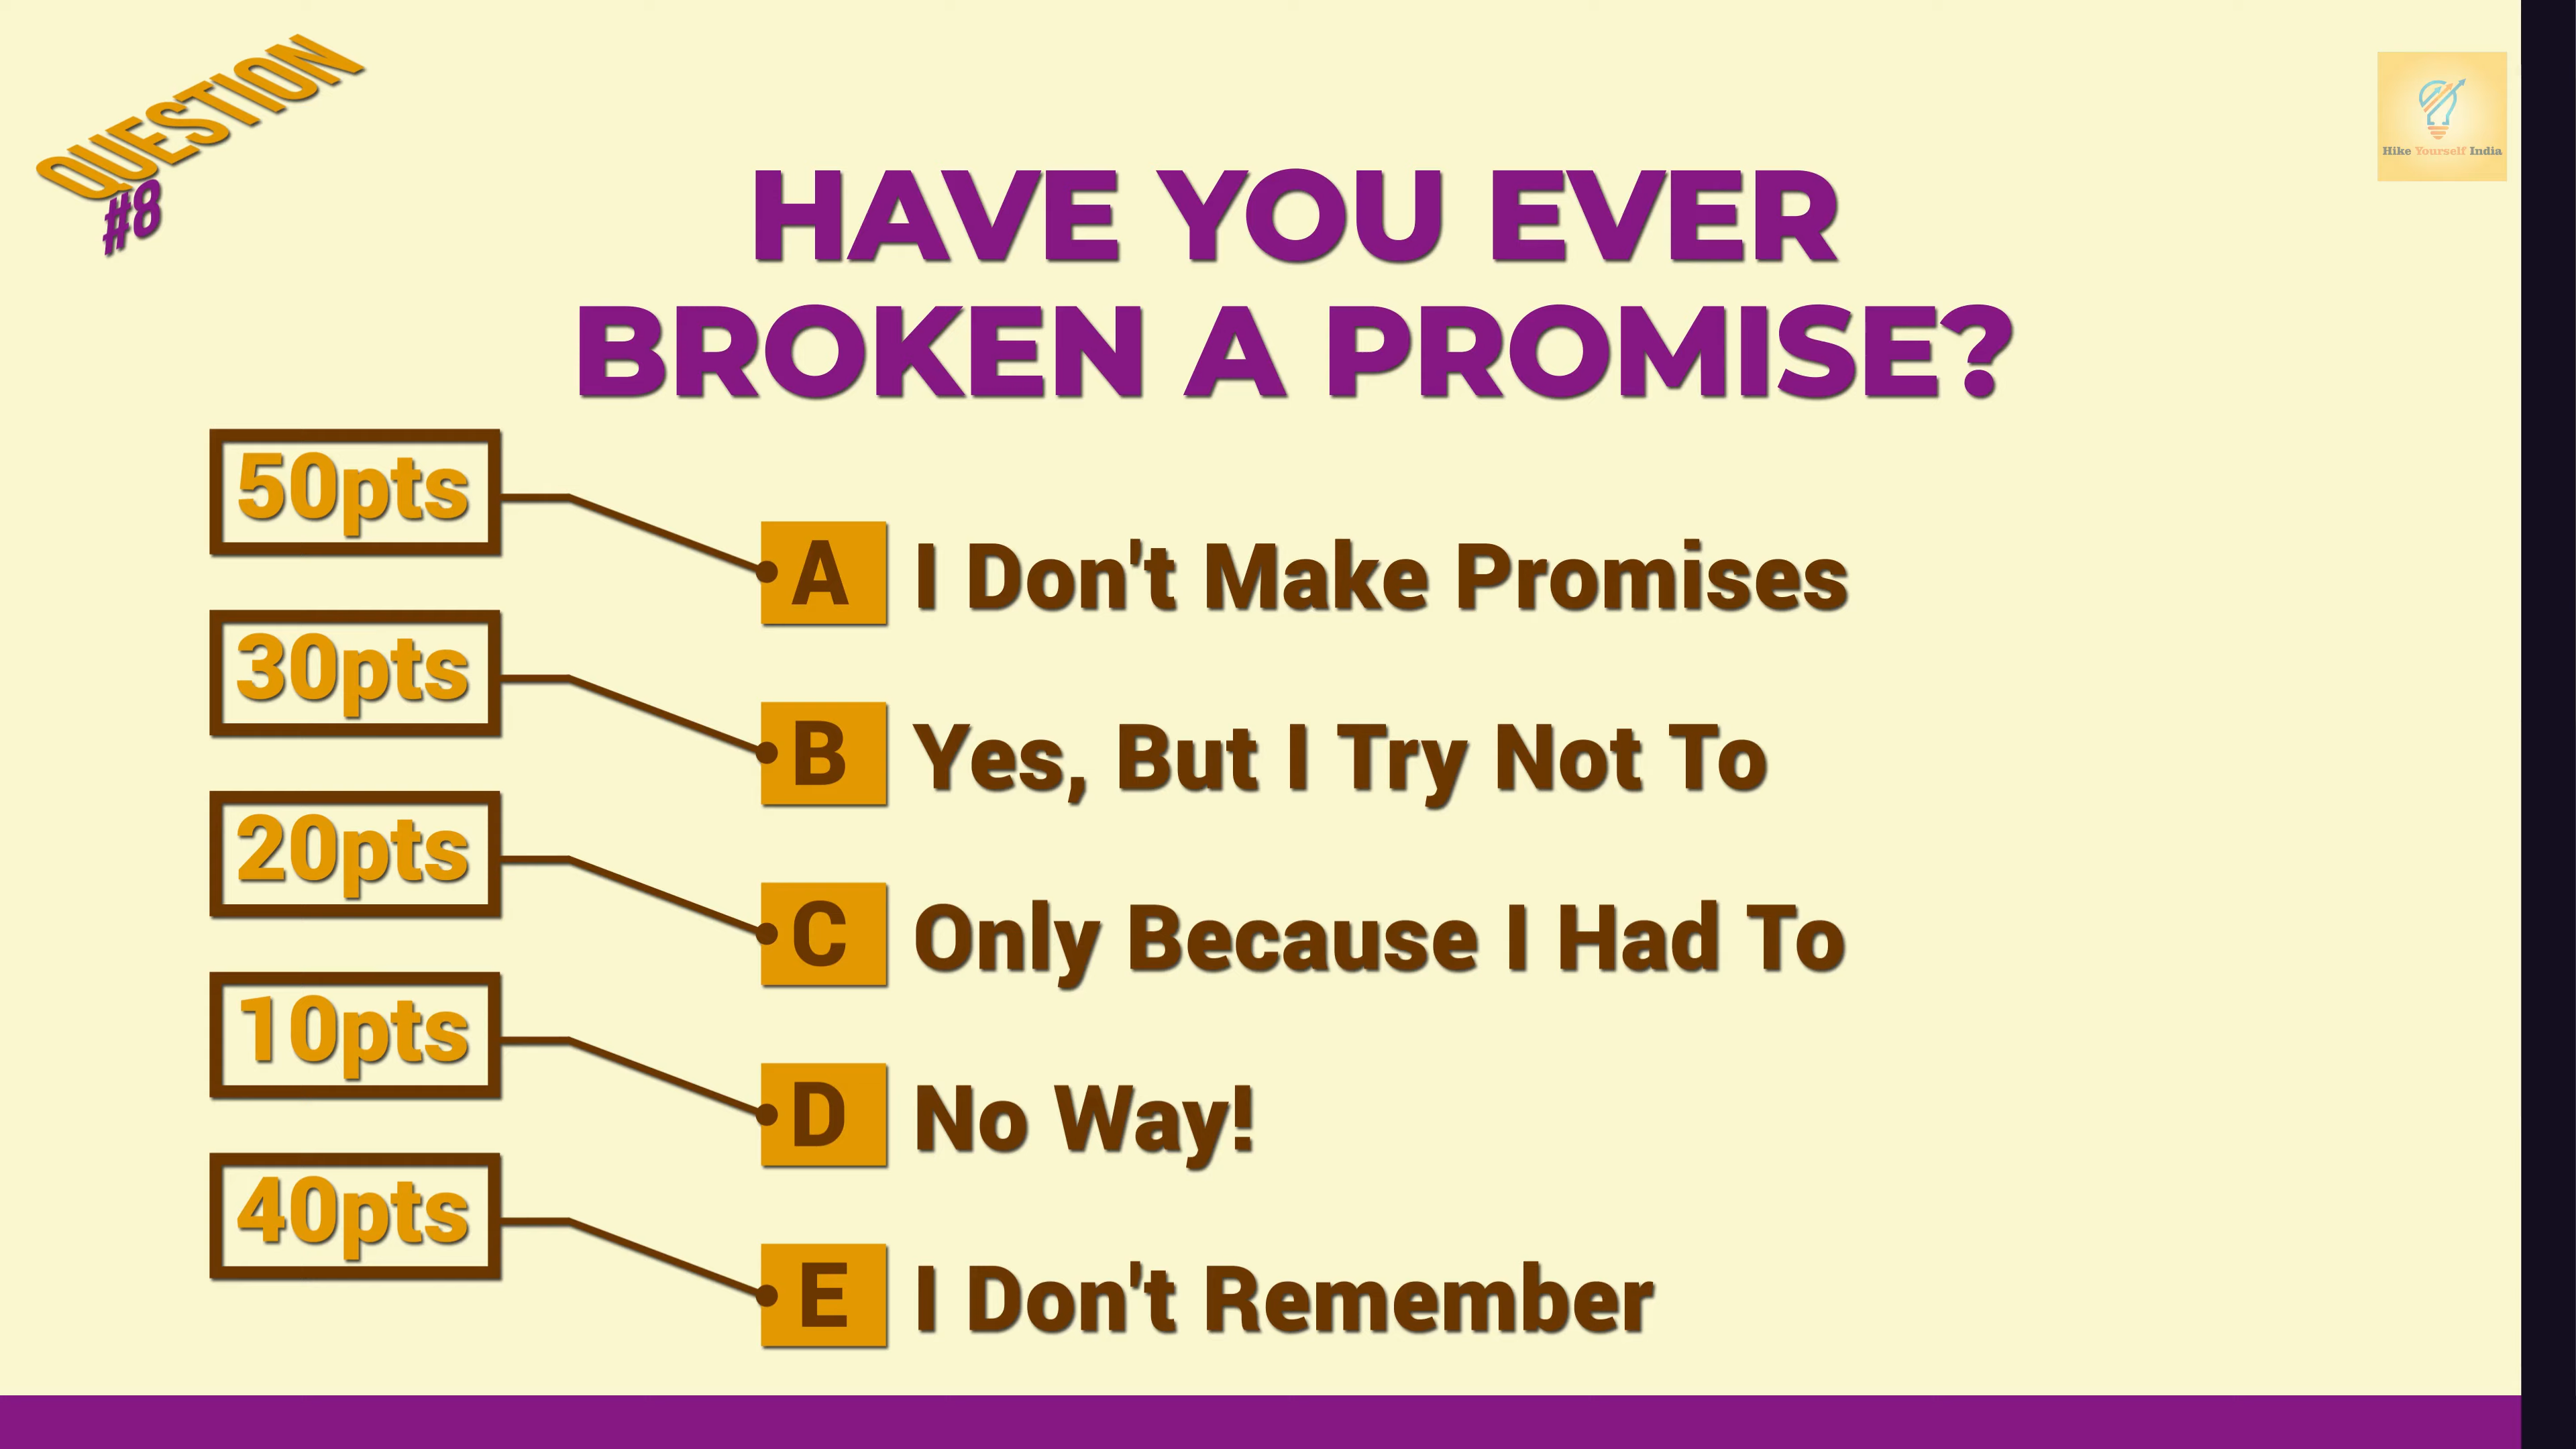 QUESTION
#8
Hike Yourself India
HAVE YOU EVER
BROKEN A PROMISE?
50pts
A I Don't Make Promises
30pts
B Yes, But I Try Not To
20pts
C Only Because I Had To
10pts
D No Way!
40pts
E I Don't Remember